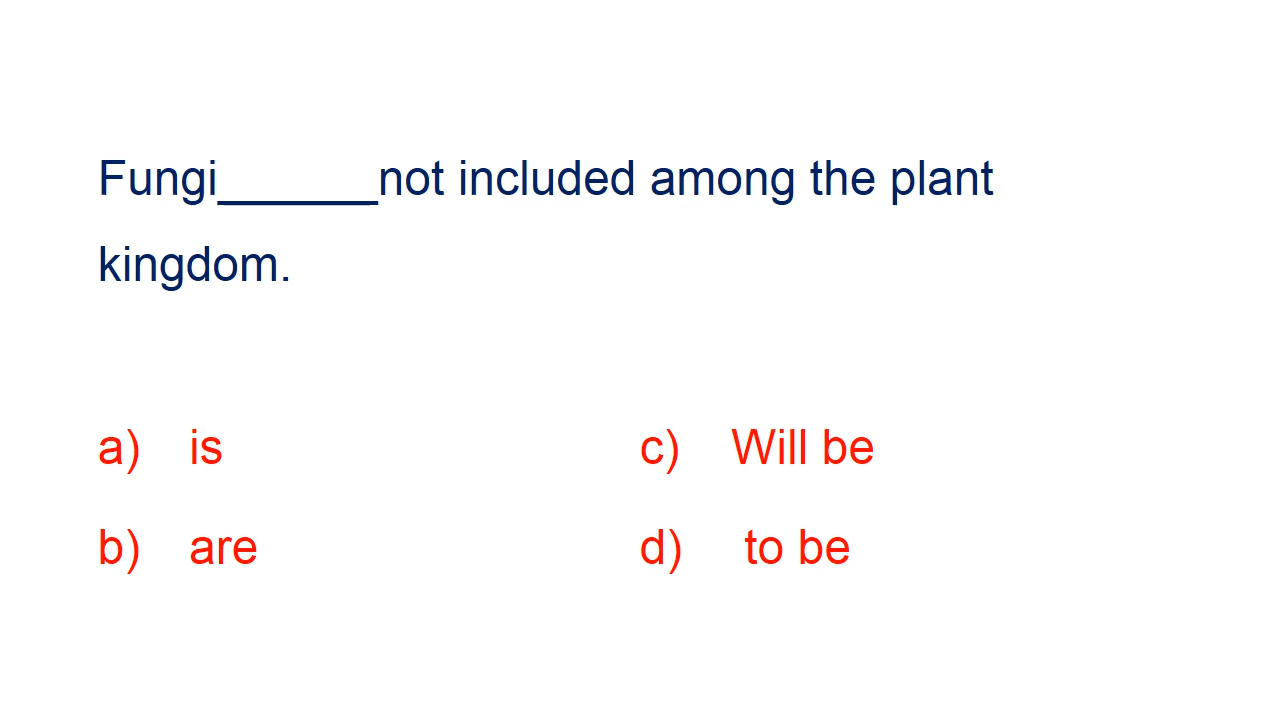 Fungi______not included among the plant
kingdom.
a) is
c) Will be
b) are
d) to be